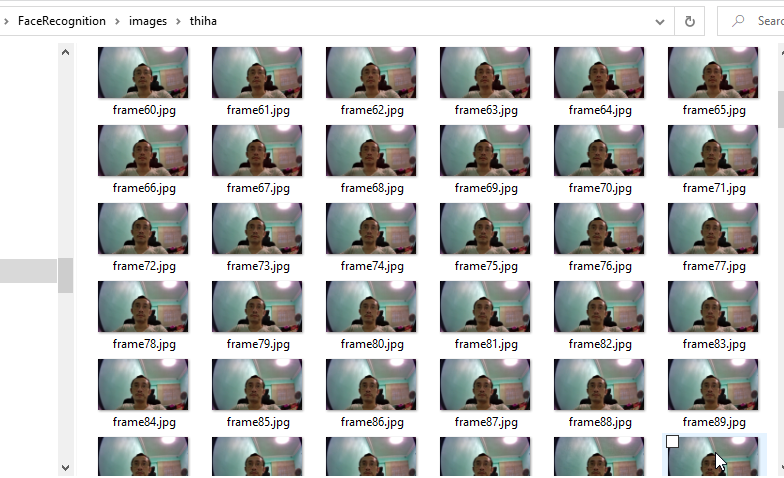 FaceRecognition > images > thiha
Searc
frame60.jpg frame61.jpg frame62.jpg frame63.jpg frame64.jpg frame65.jpg
frame66.jpg frame67.jpg frame68.jpg frame69.jpg frame70.jpg frame71.jpg
frame72.jpg frame73.jpg frame74.jpg frame75.jpg frame76.jpg frame77.jpg
frame78.jpg frame79.jpg frame80.jpg frame81.jpg frame82.jpg frame83.jpg
frame84.jpg frame85.jpg frame86.jpg frame87.jpg frame88.jpg frame89.jpg